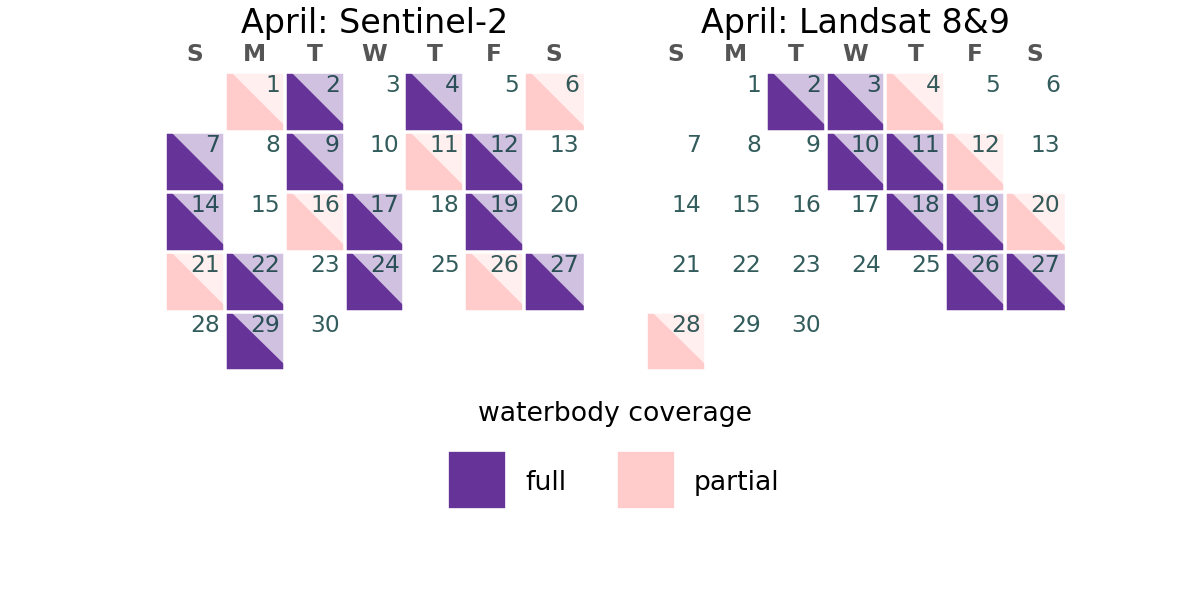 April: Sentinel-2
S M T W T F S
1 2 3 4 5 6
7 8 9 10 11 12 13
14 15 16 17 18 19 20
21 22 23 24 25 26 27
28 29 30
April: Landsat 8&9
S M T W T F S
1 2 3 4 5 6
7 8 9 10 11 12 13
14 15 16 17 18 19 20
21 22 23 24 25 26 27
28 29 30
waterbody coverage
full partial